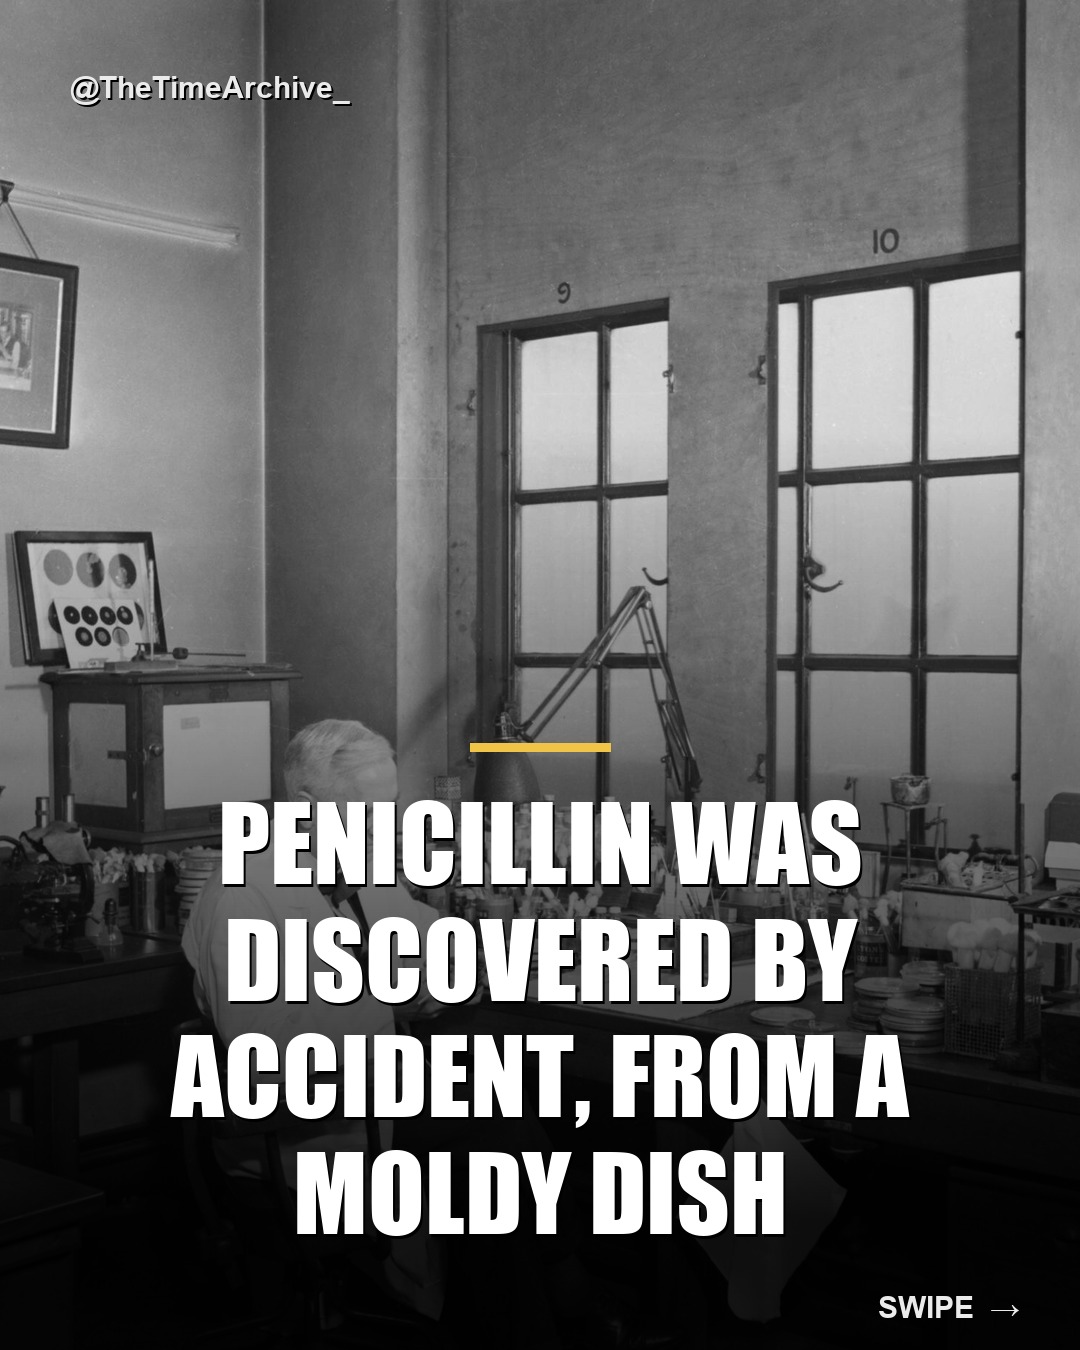 @TheTimeArchive_
10
9
PENICILLIN WAS
DISCOVERED BY
ACCIDENT, FROM A
MOLDY DISH
SWIPE →